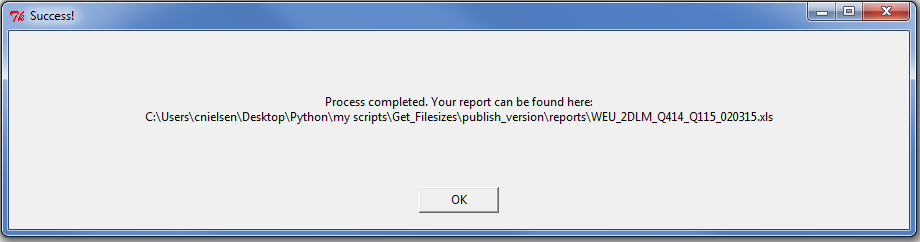 Success!
Process completed. Your report can be found here:
C:\Users\cnielsen\Desktop\Python\my scripts\Get_Filesizes\publish_version\reports\WEU_2DLM_Q414_Q115_020315.xls
OK